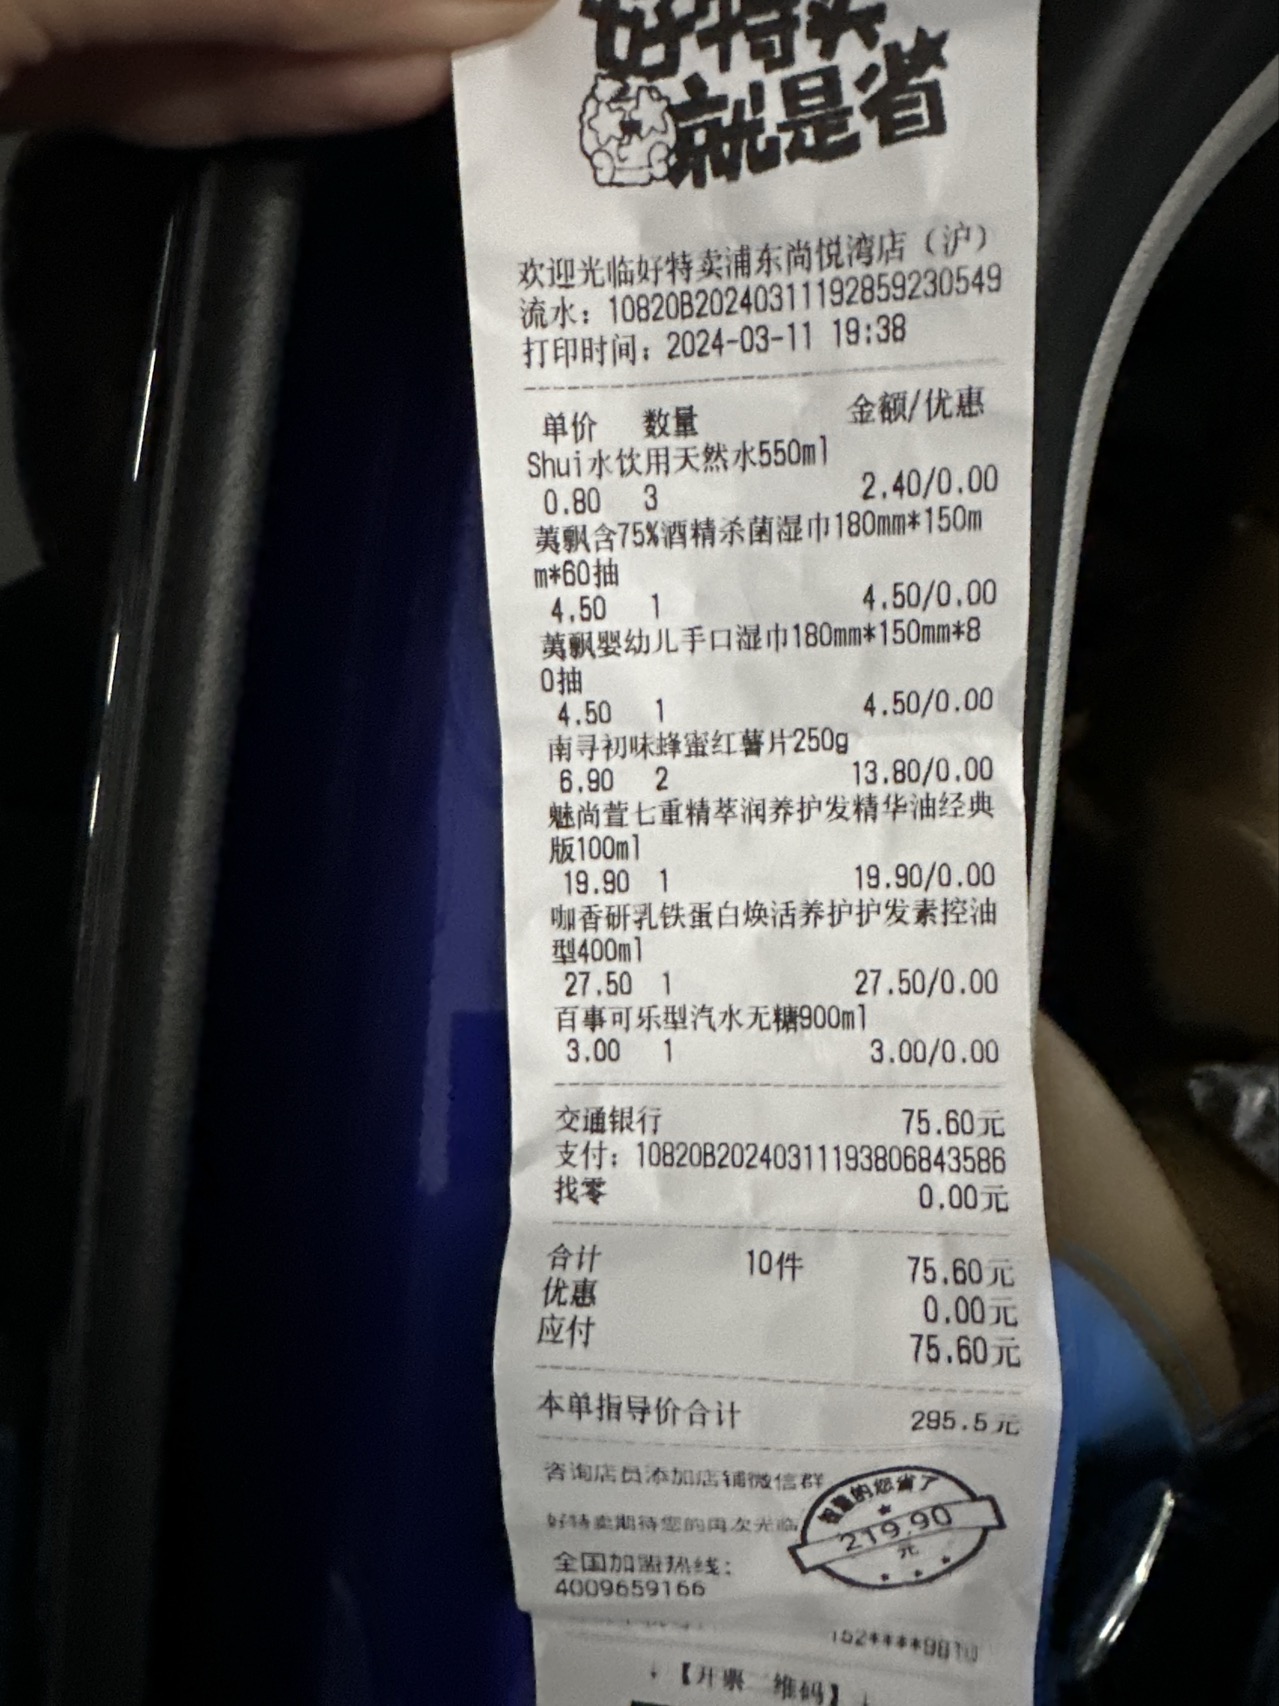 好特卖
就是省
欢迎光临好特卖浦东尚悦湾店（沪）
流水：10820B20240311192859230549
打印时间：2024-03-11 19:38
单价 数量 金额/优惠
Shui水饮用天然水550ml
0.80 3 2.40/0.00
荑飘含75%酒精杀菌湿巾180mm*150m
m*60抽
4.50 1 4.50/0.00
荑飘婴幼儿手口湿巾180mm*150mm*8
0抽
4.50 1 4.50/0.00
南寻初味蜂蜜红薯片250g
6.90 2 13.80/0.00
魅尚萱七重精萃润养护发精华油经典
版100ml
19.90 1 19.90/0.00
咖香研乳铁蛋白焕活养护护发素控油
型400ml
27.50 1 27.50/0.00
百事可乐型汽水无糖900ml
3.00 1 3.00/0.00
交通银行 75.60元
支付：10820B20240311193806843586
找零 0.00元
合计 10件 75.60元
优惠 0.00元
应付 75.60元
本单指导价合计 295.5元
咨询店员添加店铺微信群
好特卖期待您的再次光临
全国加盟热线：
4009659166
智慧的您省了
219.90
元
↓【开票二维码】↓